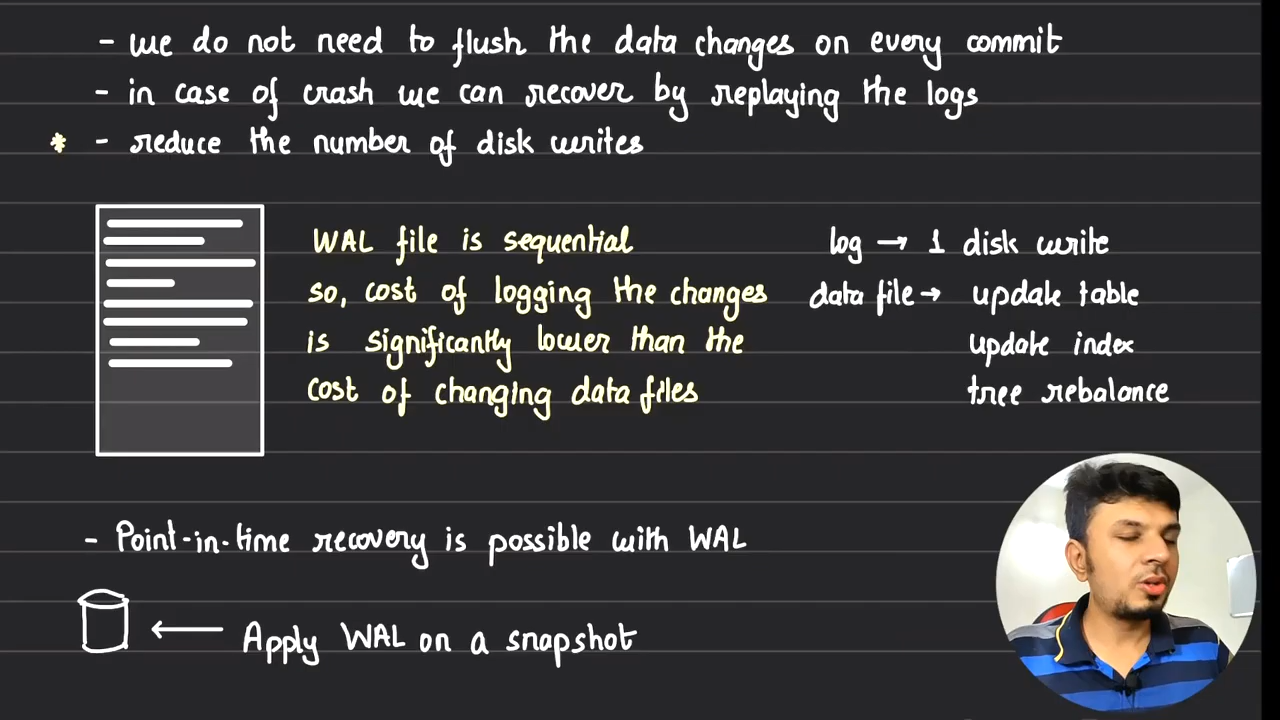 - we do not need to flush the data changes on every commit
- in case of crash we can recover by replaying the logs
* - reduce the number of disk writes
WAL file is sequential
so, cost of logging the changes
is significantly lower than the
cost of changing data files
log → 1 disk write
data file → update table
update index
tree rebalance
- Point-in-time recovery is possible with WAL
← Apply WAL on a snapshot